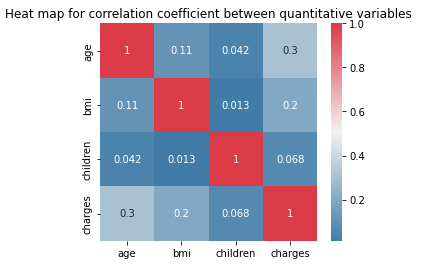 Heat map for correlation coefficient between quantitative variables
age 1 0.11 0.042 0.3
bmi 0.11 1 0.013 0.2
children 0.042 0.013 1 0.068
charges 0.3 0.2 0.068 1
age bmi children charges
1.0
0.8
0.6
0.4
0.2